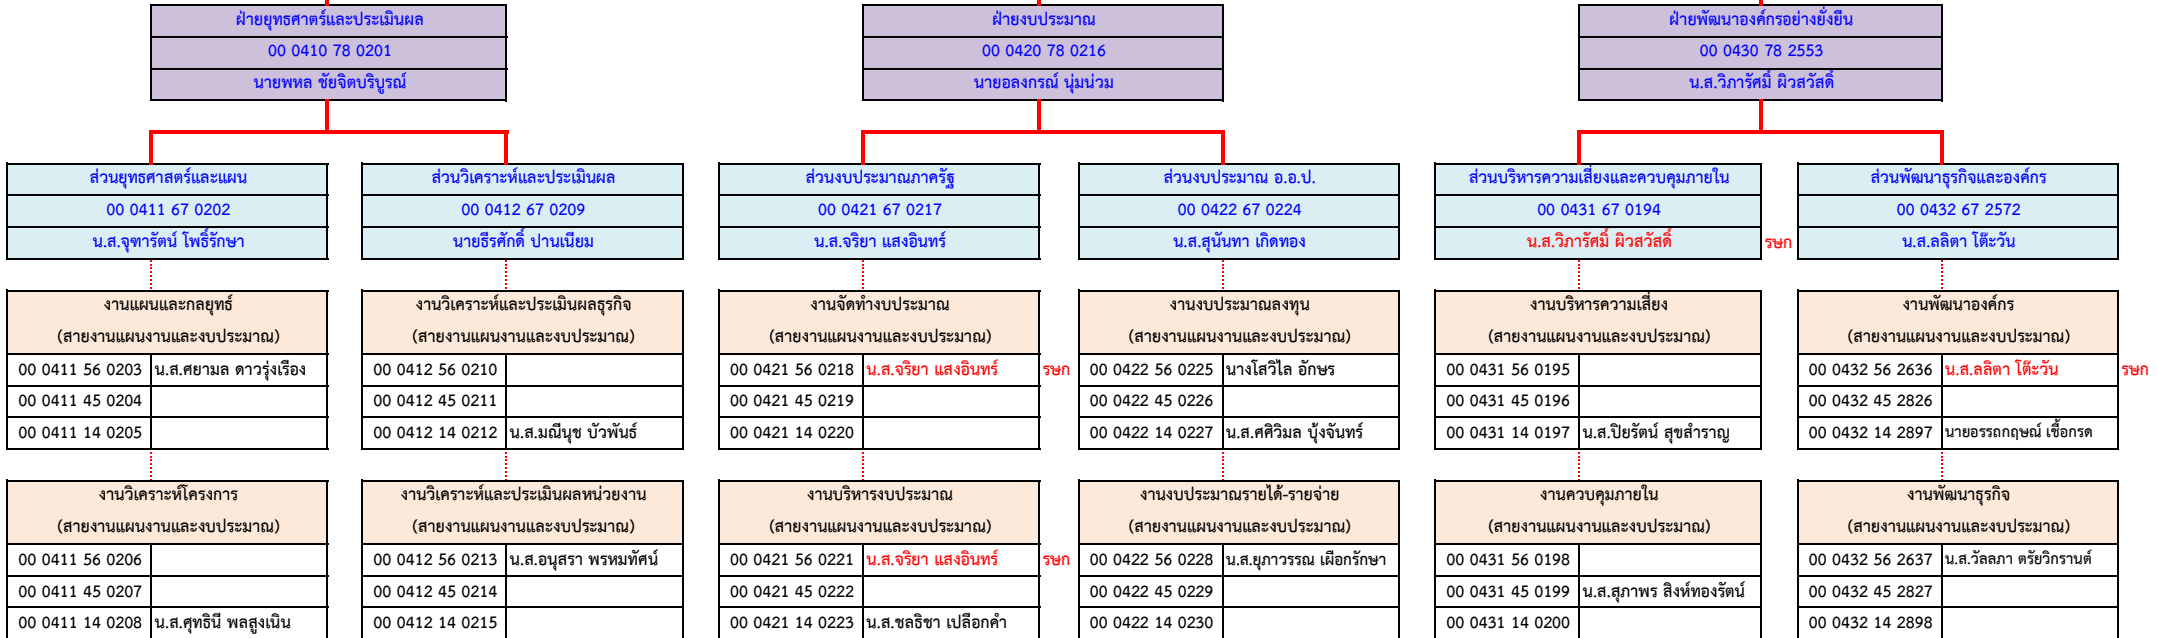 ฝ่ายยุทธศาตร์และประเมินผล
00 0410 78 0201
นายพหล ชัยจิตบริบูรณ์
ฝ่ายงบประมาณ
00 0420 78 0216
นายอลงกรณ์ นุ่มน่วม
ฝ่ายพัฒนาองค์กรอย่างยั่งยืน
00 0430 78 2553
น.ส.วิภารัศมิ์ ผิวสวัสดิ์
ส่วนยุทธศาสตร์และแผน
00 0411 67 0202
น.ส.จุฑารัตน์ โพธิ์รักษา
งานแผนและกลยุทธ์
(สายงานแผนงานและงบประมาณ)
00 0411 56 0203 น.ส.ศยามล ดาวรุ่งเรือง
00 0411 45 0204
00 0411 14 0205
งานวิเคราะห์โครงการ
(สายงานแผนงานและงบประมาณ)
00 0411 56 0206
00 0411 45 0207
00 0411 14 0208 น.ส.ศุทธินี พลสูงเนิน
ส่วนวิเคราะห์และประเมินผล
00 0412 67 0209
นายธีรศักดิ์ ปานเนียม
งานวิเคราะห์และประเมินผลธุรกิจ
(สายงานแผนงานและงบประมาณ)
00 0412 56 0210
00 0412 45 0211
00 0412 14 0212 น.ส.มณีนุช บัวพันธ์
งานวิเคราะห์และประเมินผลหน่วยงาน
(สายงานแผนงานและงบประมาณ)
00 0412 56 0213 น.ส.อนุสรา พรหมทัศน์
00 0412 45 0214
00 0412 14 0215
ส่วนงบประมาณภาครัฐ
00 0421 67 0217
น.ส.จริยา แสงอินทร์
งานจัดทำงบประมาณ
(สายงานแผนงานและงบประมาณ)
00 0421 56 0218 น.ส.จริยา แสงอินทร์ รษก
00 0421 45 0219
00 0421 14 0220
งานบริหารงบประมาณ
(สายงานแผนงานและงบประมาณ)
00 0421 56 0221 น.ส.จริยา แสงอินทร์ รษก
00 0421 45 0222
00 0421 14 0223 น.ส.ชลธิชา เปลือกคำ
ส่วนงบประมาณ อ.อ.ป.
00 0422 67 0224
น.ส.สุนันทา เกิดทอง
งานงบประมาณลงทุน
(สายงานแผนงานและงบประมาณ)
00 0422 56 0225 นางโสวิไล อักษร
00 0422 45 0226
00 0422 14 0227 น.ส.ศศิวิมล บุ้งจันทร์
งานงบประมาณรายได้-รายจ่าย
(สายงานแผนงานและงบประมาณ)
00 0422 56 0228 น.ส.ยุภาวรรณ เผือกรักษา
00 0422 45 0229
00 0422 14 0230
ส่วนบริหารความเสี่ยงและควบคุมภายใน
00 0431 67 0194
น.ส.วิภารัศมิ์ ผิวสวัสดิ์ รษก
งานบริหารความเสี่ยง
(สายงานแผนงานและงบประมาณ)
00 0431 56 0195
00 0431 45 0196
00 0431 14 0197 น.ส.ปิยรัตน์ สุขสำราญ
งานควบคุมภายใน
(สายงานแผนงานและงบประมาณ)
00 0431 56 0198
00 0431 45 0199 น.ส.สุภาพร สิงห์ทองรัตน์
00 0431 14 0200
ส่วนพัฒนาธุรกิจและองค์กร
00 0432 67 2572
น.ส.ลลิตา โต๊ะวัน
งานพัฒนาองค์กร
(สายงานแผนงานและงบประมาณ)
00 0432 56 2636 น.ส.ลลิตา โต๊ะวัน รษก
00 0432 45 2826
00 0432 14 2897 นายอรรถกฤษณ์ เชื้อกรด
งานพัฒนาธุรกิจ
(สายงานแผนงานและงบประมาณ)
00 0432 56 2637 น.ส.วัลลภา ตรัยวิกรานต์
00 0432 45 2827
00 0432 14 2898